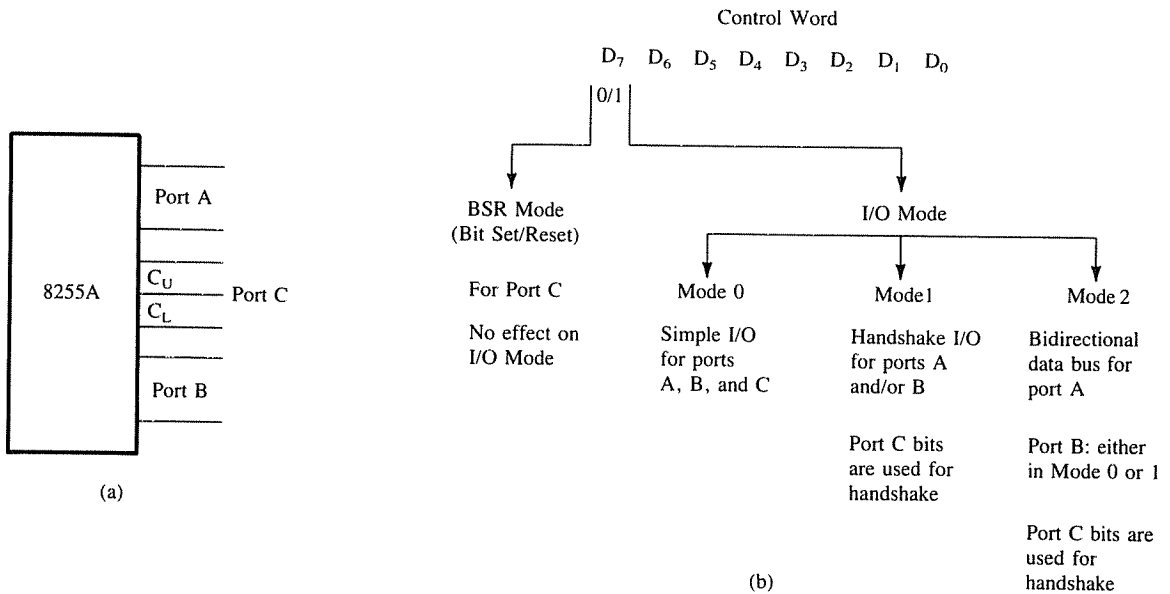 Control Word
D₇ D₆ D₅ D₄ D₃ D₂ D₁ D₀
0/1
8255A
Port A
C_U
C_L
Port C
Port B
(a)
BSR Mode
(Bit Set/Reset)
For Port C
No effect on
I/O Mode
I/O Mode
Mode 0
Simple I/O
for ports
A, B, and C
Mode1
Handshake I/O
for ports A
and/or B
Port C bits
are used for
handshake
Mode 2
Bidirectional
data bus for
port A
Port B: either
in Mode 0 or 1
Port C bits are
used for
handshake
(b)